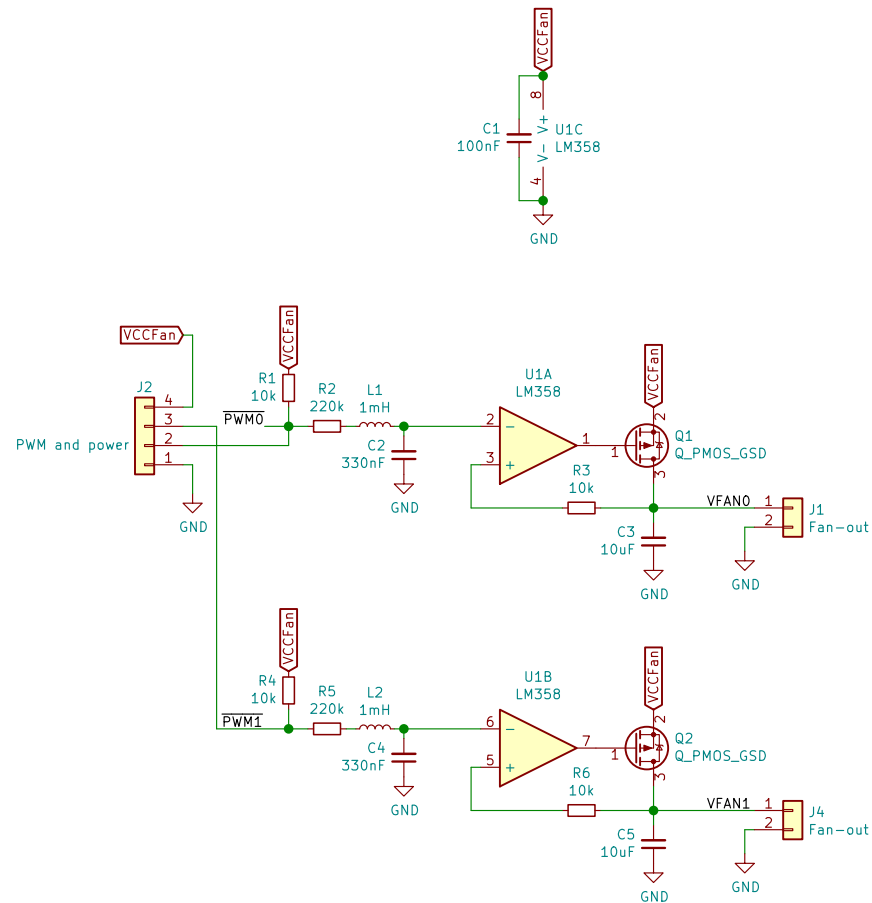 VCCFan
8
C1
100nF
V+
V-
U1C
LM358
4
GND
VCCFan
J2
4
3
2
1
PWM and power
GND
PWM0
VCCFan
R1
10k
R2
220k
L1
1mH
C2
330nF
GND
U1A
LM358
2
-
3
+
1
R3
10k
VCCFan
2
1
3
Q1
Q_PMOS_GSD
C3
10uF
GND
VFAN0
1
2
J1
Fan-out
GND
VCCFan
R4
10k
PWM1
R5
220k
L2
1mH
C4
330nF
GND
U1B
LM358
6
-
5
+
7
R6
10k
VCCFan
2
1
3
Q2
Q_PMOS_GSD
C5
10uF
GND
VFAN1
1
2
J4
Fan-out
GND